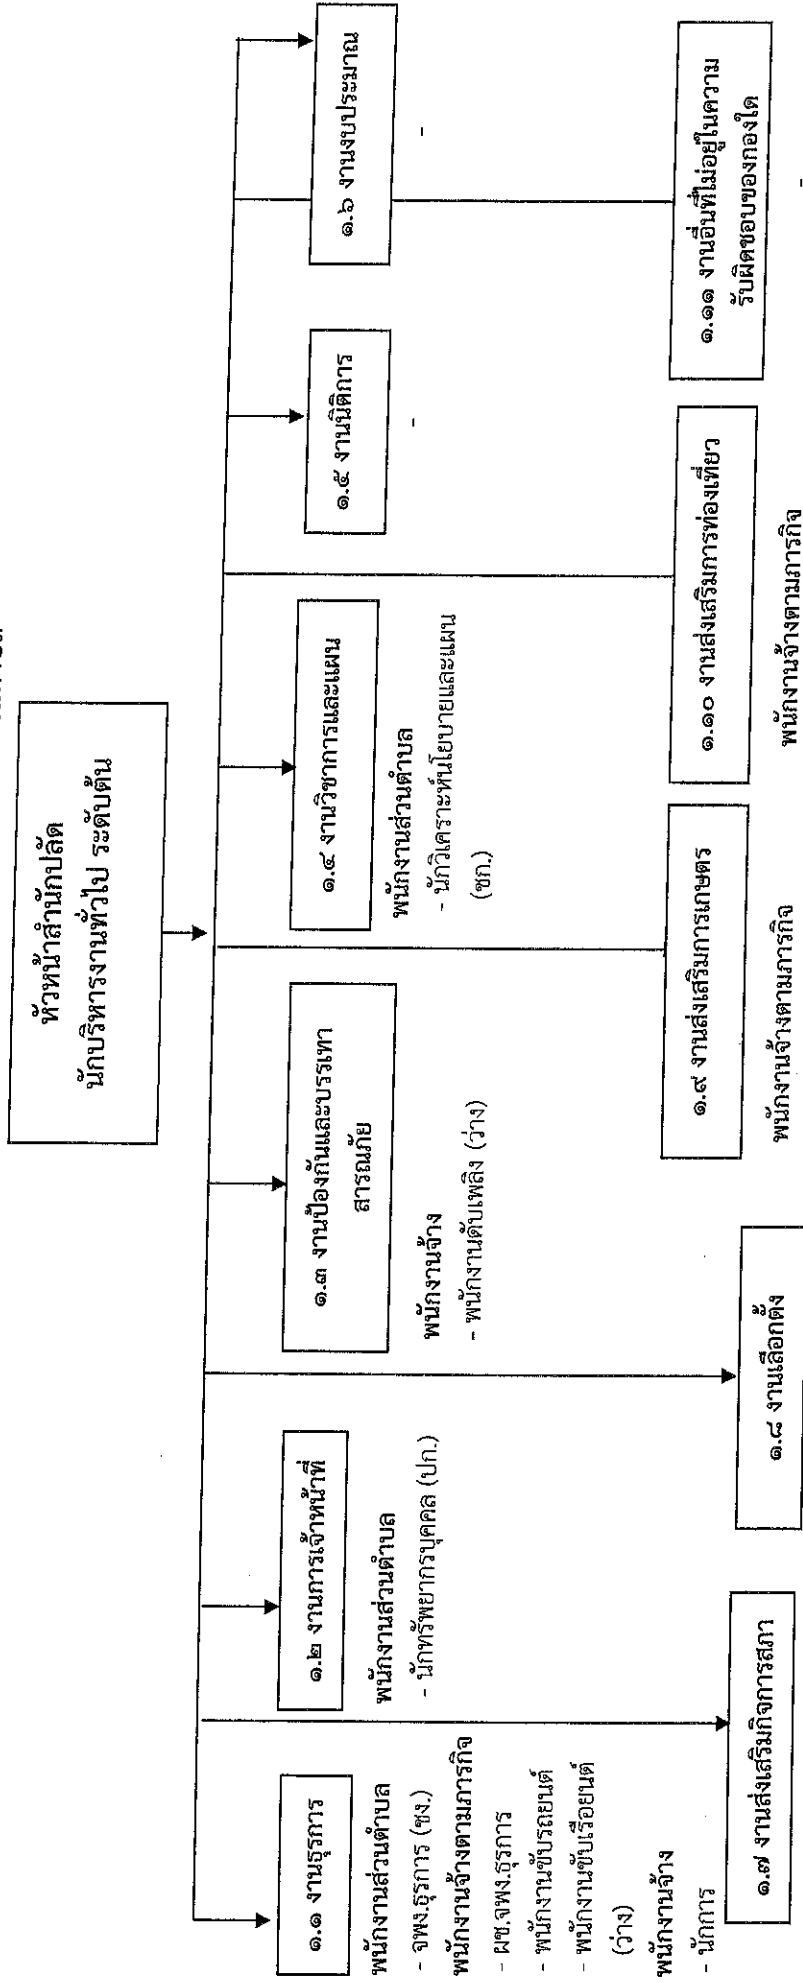 หัวหน้าสำนักปลัด
นักบริหารงานทั่วไป ระดับต้น
๑.๑ งานธุรการ
พนักงานส่วนตำบล
- จพง.ธุรการ (ชง.)
พนักงานจ้างตามภารกิจ
- ผช.จพง.ธุรการ
- พนักงานขับรถยนต์
- พนักงานขับเรือยนต์
(ว่าง)
พนักงานจ้าง
- นักการ
๑.๒ งานการเจ้าหน้าที่
พนักงานส่วนตำบล
- นักทรัพยากรบุคคล (ปก.)
๑.๓ งานป้องกันและบรรเทา
สารณภัย
พนักงานจ้าง
- พนักงานดับเพลิง (ว่าง)
๑.๔ งานวิชาการและแผน
พนักงานส่วนตำบล
- นักวิเคราะห์นโยบายและแผน
(ชก.)
๑.๕ งานนิติการ
-
๑.๖ งานงบประมาณ
-
๑.๗ งานส่งเสริมกิจการสภา
๑.๘ งานเลือกตั้ง
๑.๙ งานส่งเสริมการเกษตร
พนักงานจ้างตามภารกิจ
๑.๑๐ งานส่งเสริมการท่องเที่ยว
พนักงานจ้างตามภารกิจ
๑.๑๑ งานอื่นที่ไม่อยู่ในความ
รับผิดชอบของกองใด
-